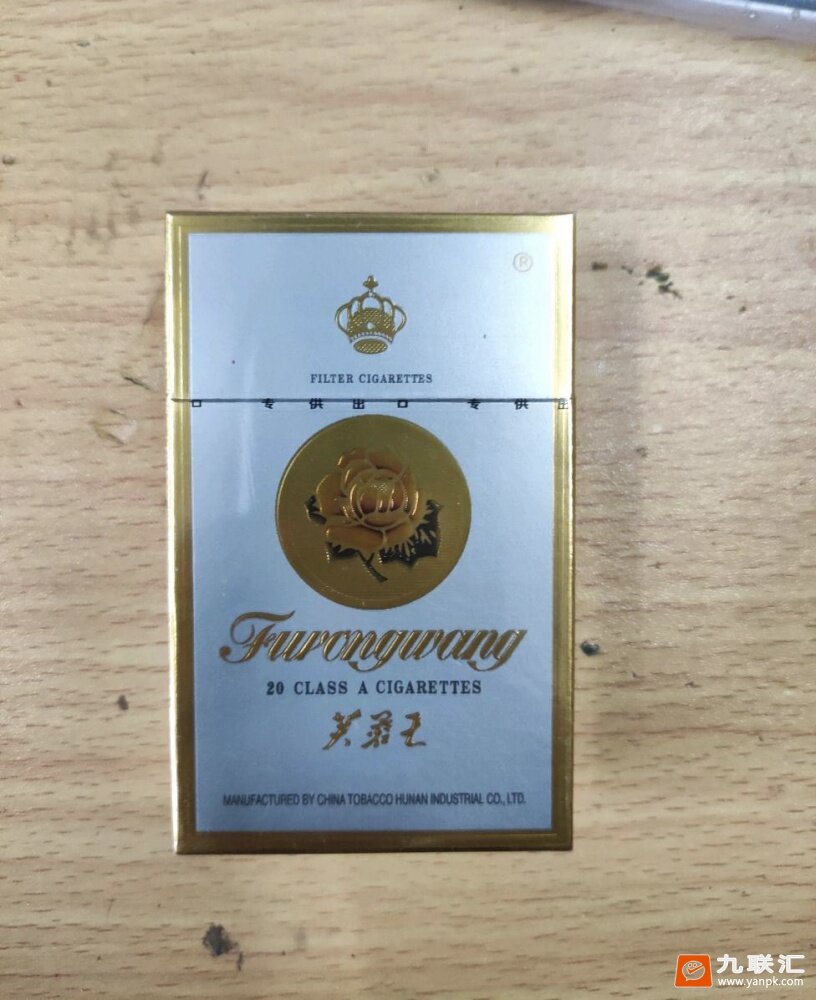 ®
FILTER CIGARETTES
口 专供出口 专供出
Furongwang
20 CLASS A CIGARETTES
芙蓉王
MANUFACTURED BY CHINA TOBACCO HUNAN INDUSTRIAL CO., LTD.
九联汇
www.yanpk.com